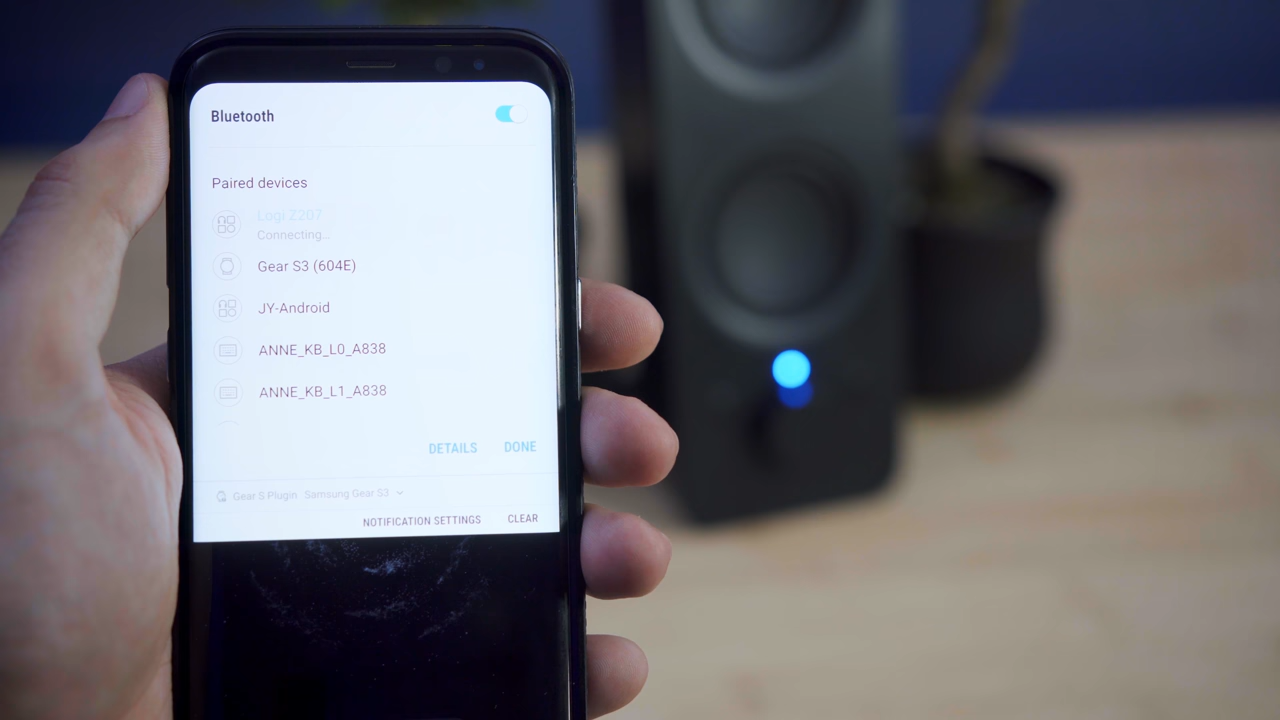 Bluetooth
Paired devices
Logi Z207
Connecting...
Gear S3 (604E)
JY-Android
ANNE_KB_L0_A838
ANNE_KB_L1_A838
DETAILS DONE
Gear S Plugin Samsung Gear S3
NOTIFICATION SETTINGS CLEAR